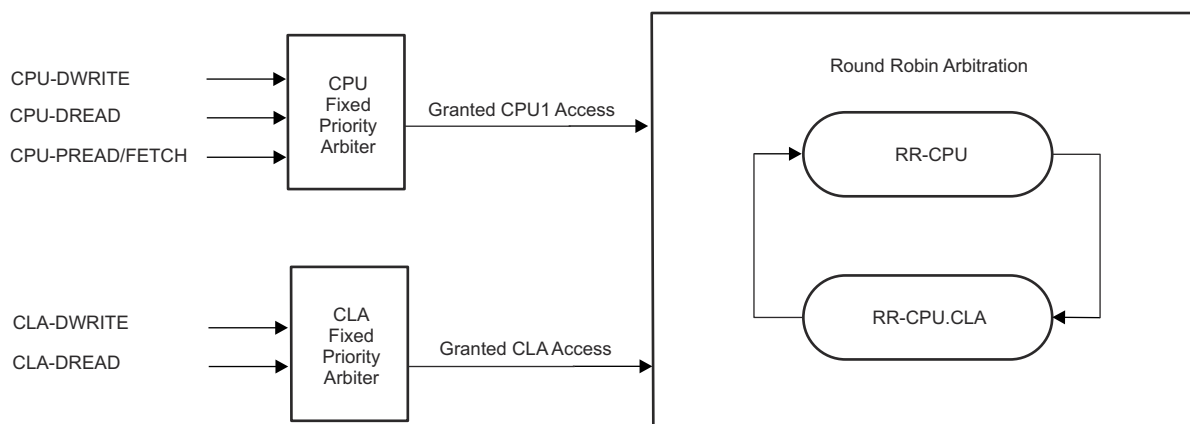 CPU-DWRITE
CPU-DREAD
CPU-PREAD/FETCH
CPU
Fixed
Priority
Arbiter
Granted CPU1 Access
CLA-DWRITE
CLA-DREAD
CLA
Fixed
Priority
Arbiter
Granted CLA Access
Round Robin Arbitration
RR-CPU
RR-CPU.CLA